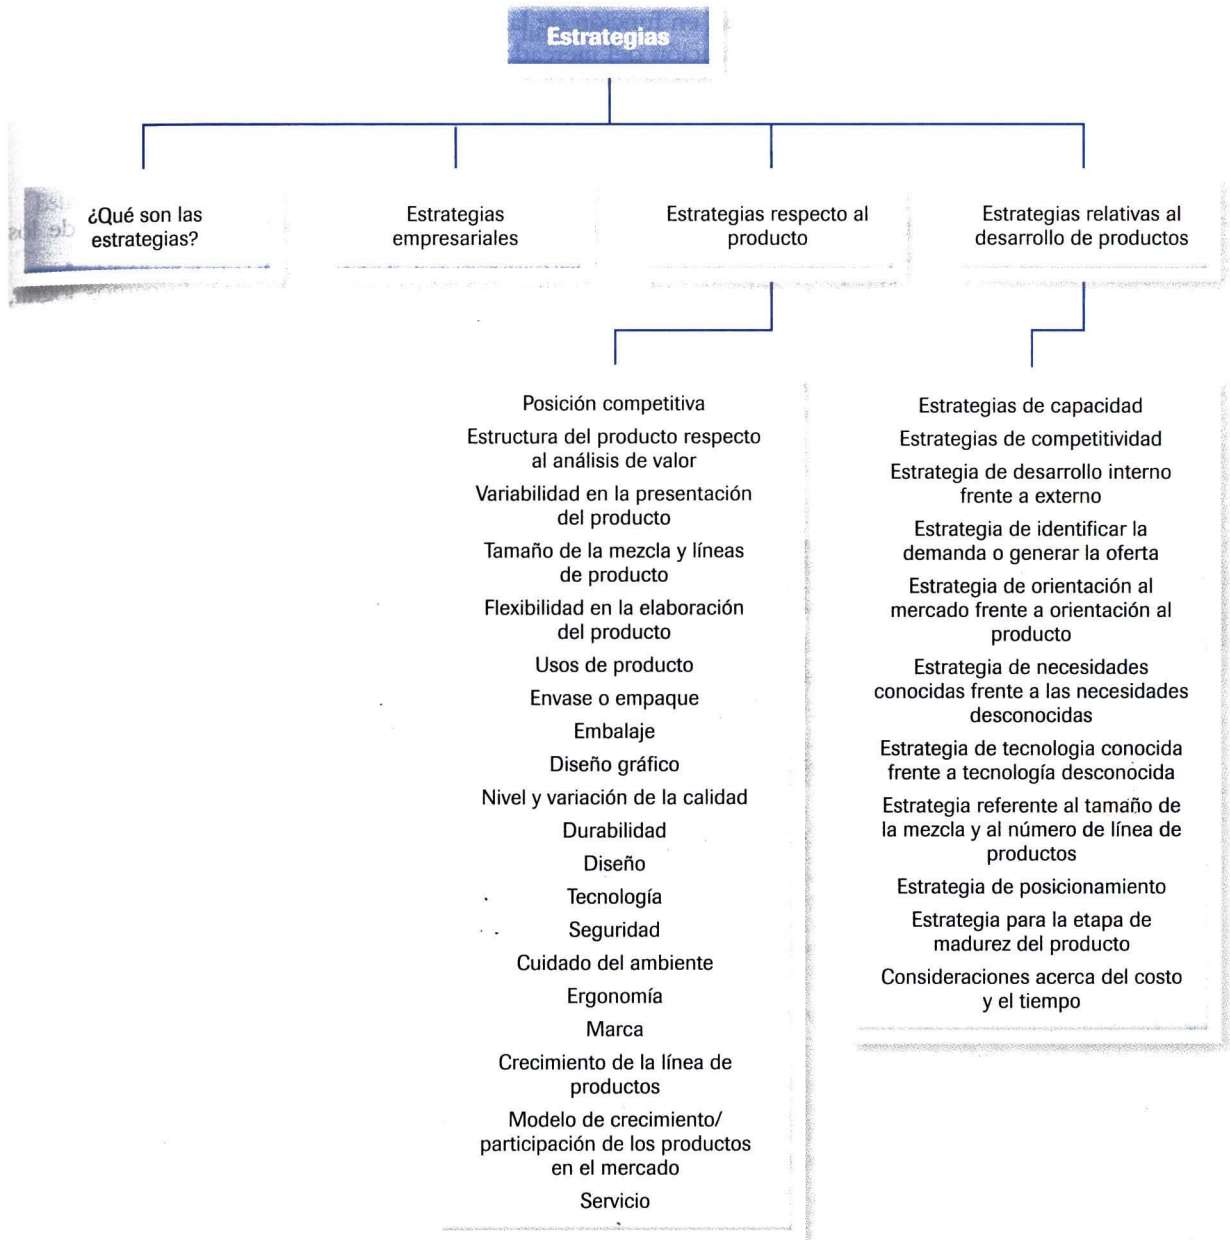 Estrategias
¿Qué son las
estrategias?
Estrategias
empresariales
Estrategias respecto al
producto
Estrategias relativas al
desarrollo de productos
Posición competitiva
Estructura del producto respecto
al análisis de valor
Variabilidad en la presentación
del producto
Tamaño de la mezcla y líneas
de producto
Flexibilidad en la elaboración
del producto
Usos de producto
Envase o empaque
Embalaje
Diseño gráfico
Nivel y variación de la calidad
Durabilidad
Diseño
Tecnología
Seguridad
Cuidado del ambiente
Ergonomía
Marca
Crecimiento de la línea de
productos
Modelo de crecimiento/
participación de los productos
en el mercado
Servicio
Estrategias de capacidad
Estrategias de competitividad
Estrategia de desarrollo interno
frente a externo
Estrategia de identificar la
demanda o generar la oferta
Estrategia de orientación al
mercado frente a orientación al
producto
Estrategia de necesidades
conocidas frente a las necesidades
desconocidas
Estrategia de tecnologia conocida
frente a tecnología desconocida
Estrategia referente al tamaño de
la mezcla y al número de línea de
productos
Estrategia de posicionamiento
Estrategia para la etapa de
madurez del producto
Consideraciones acerca del costo
y el tiempo